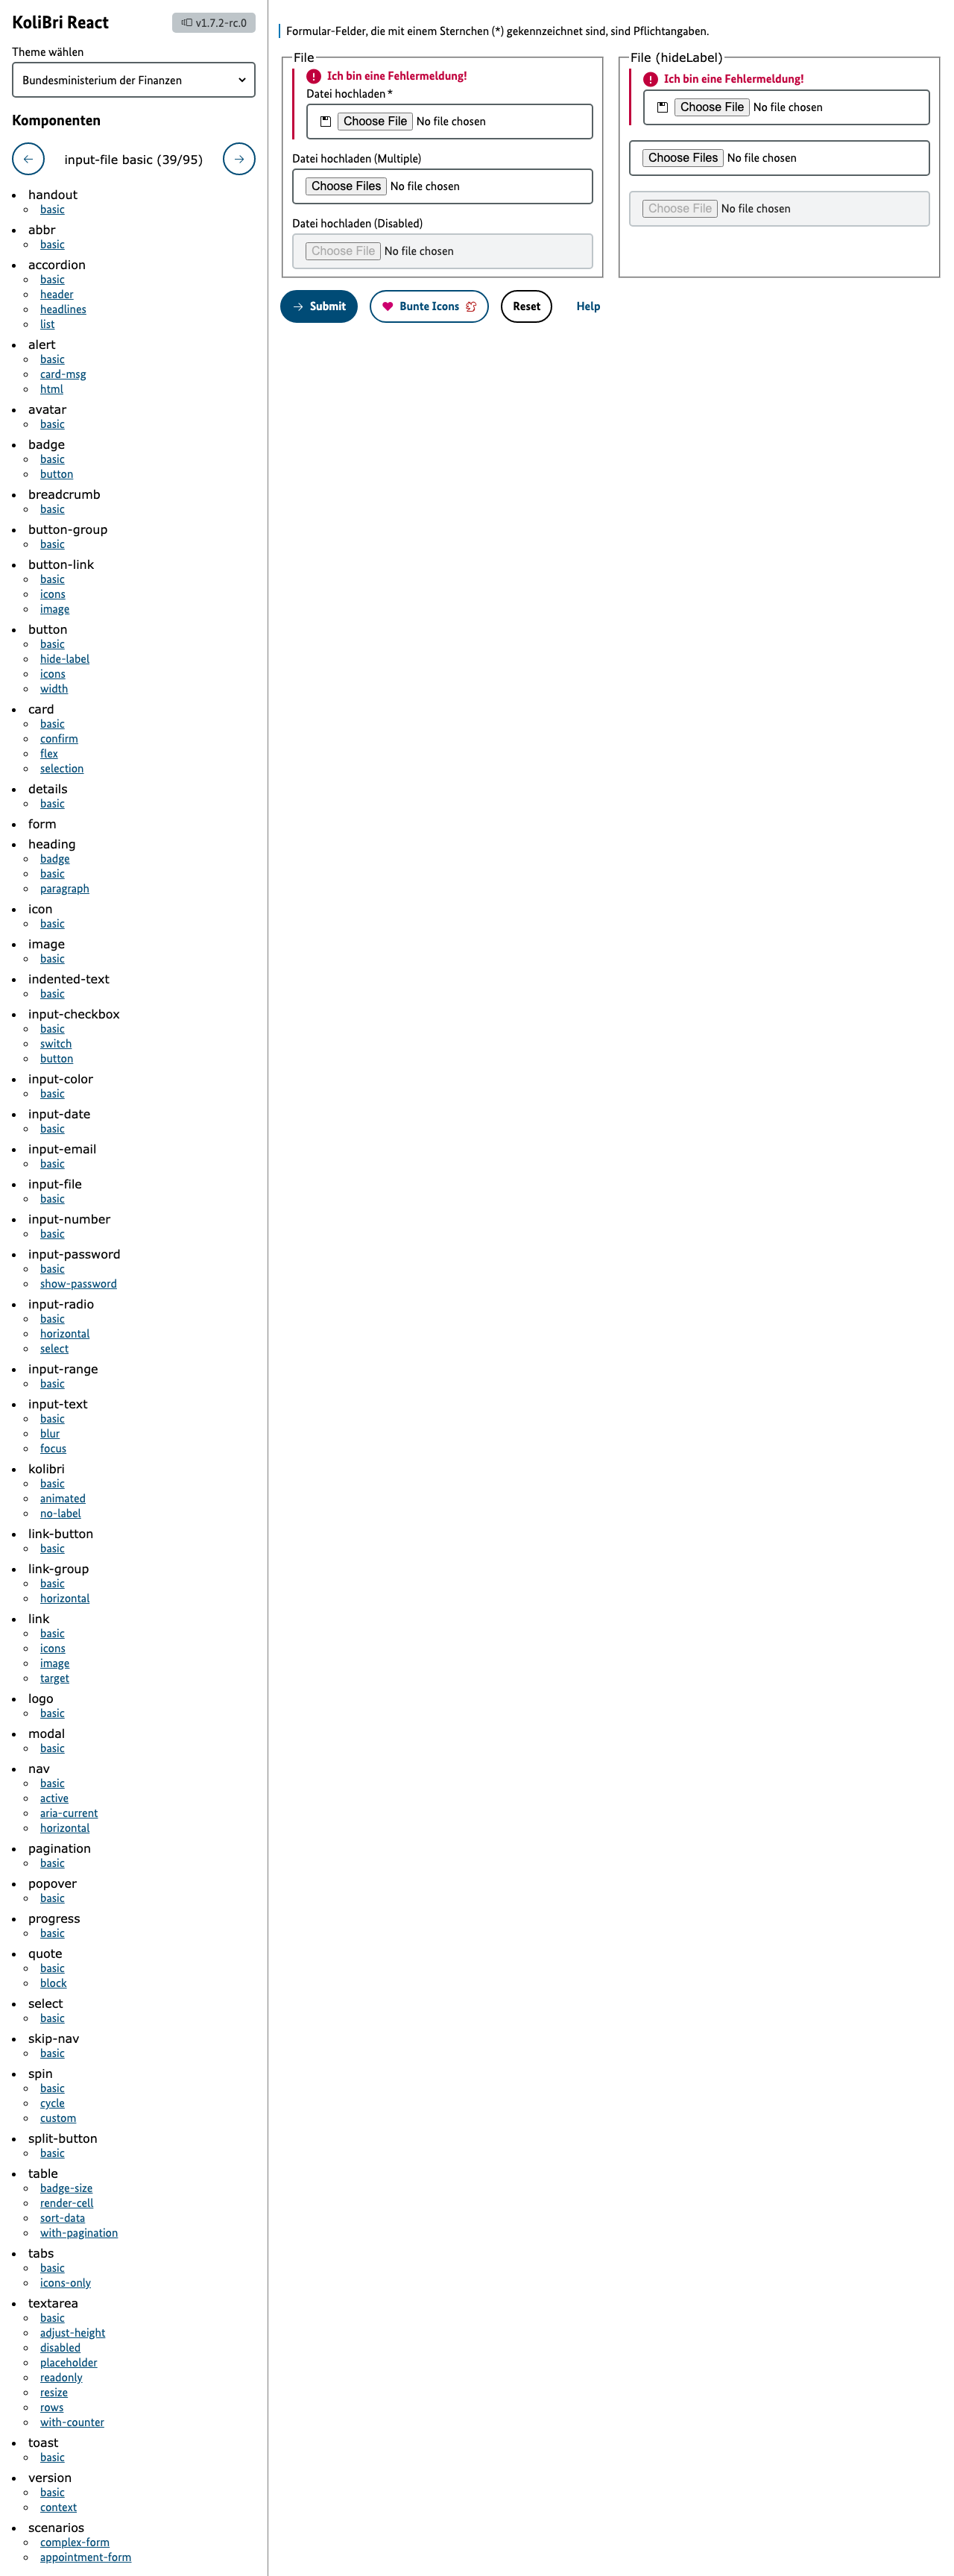 KoliBri React
v1.7.2-rc.0
Theme wählen
Bundesministerium der Finanzen
Komponenten
input-file basic (39/95)
handout
basic
abbr
basic
accordion
basic
header
headlines
list
alert
basic
card-msg
html
avatar
basic
badge
basic
button
breadcrumb
basic
button-group
basic
button-link
basic
icons
image
button
basic
hide-label
icons
width
card
basic
confirm
flex
selection
details
basic
form
heading
badge
basic
paragraph
icon
basic
image
basic
indented-text
basic
input-checkbox
basic
switch
button
input-color
basic
input-date
basic
input-email
basic
input-file
basic
input-number
basic
input-password
basic
show-password
input-radio
basic
horizontal
select
input-range
basic
input-text
basic
blur
focus
kolibri
basic
animated
no-label
link-button
basic
link-group
basic
horizontal
link
basic
icons
image
target
logo
basic
modal
basic
nav
basic
active
aria-current
horizontal
pagination
basic
popover
basic
progress
basic
quote
basic
block
select
basic
skip-nav
basic
spin
basic
cycle
custom
split-button
basic
table
badge-size
render-cell
sort-data
with-pagination
tabs
basic
icons-only
textarea
basic
adjust-height
disabled
placeholder
readonly
resize
rows
with-counter
toast
basic
version
basic
context
scenarios
complex-form
appointment-form
Formular-Felder, die mit einem Sternchen (*) gekennzeichnet sind, sind Pflichtangaben.
File
Ich bin eine Fehlermeldung!
Datei hochladen *
Choose File No file chosen
Datei hochladen (Multiple)
Choose Files No file chosen
Datei hochladen (Disabled)
Choose File No file chosen
File (hideLabel)
Ich bin eine Fehlermeldung!
Choose File No file chosen
Choose Files No file chosen
Choose File No file chosen
Submit
Bunte Icons
Reset
Help